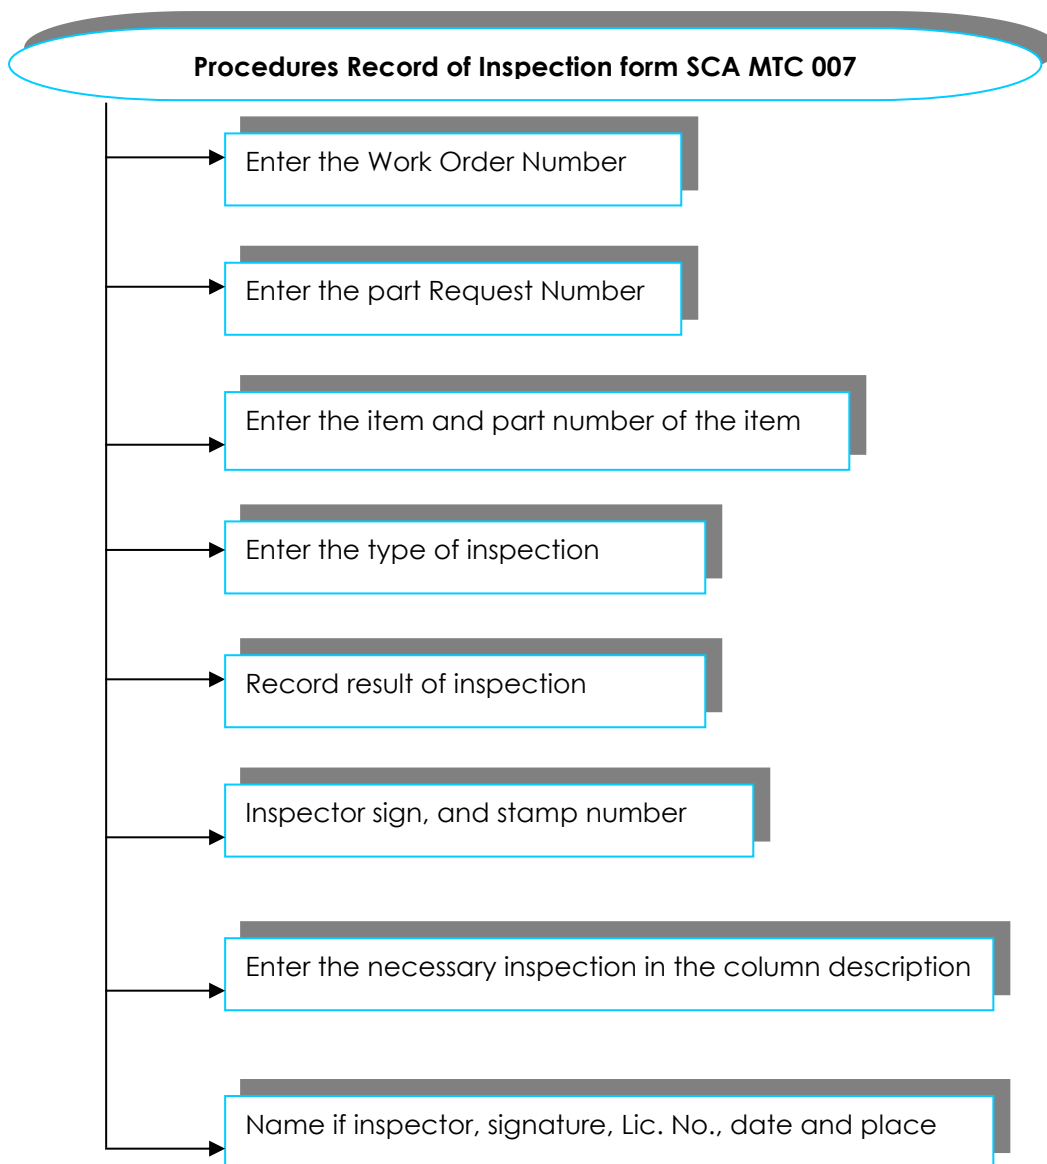 Procedures Record of Inspection form SCA MTC 007
Enter the Work Order Number
Enter the part Request Number
Enter the item and part number of the item
Enter the type of inspection
Record result of inspection
Inspector sign, and stamp number
Enter the necessary inspection in the column description
Name if inspector, signature, Lic. No., date and place